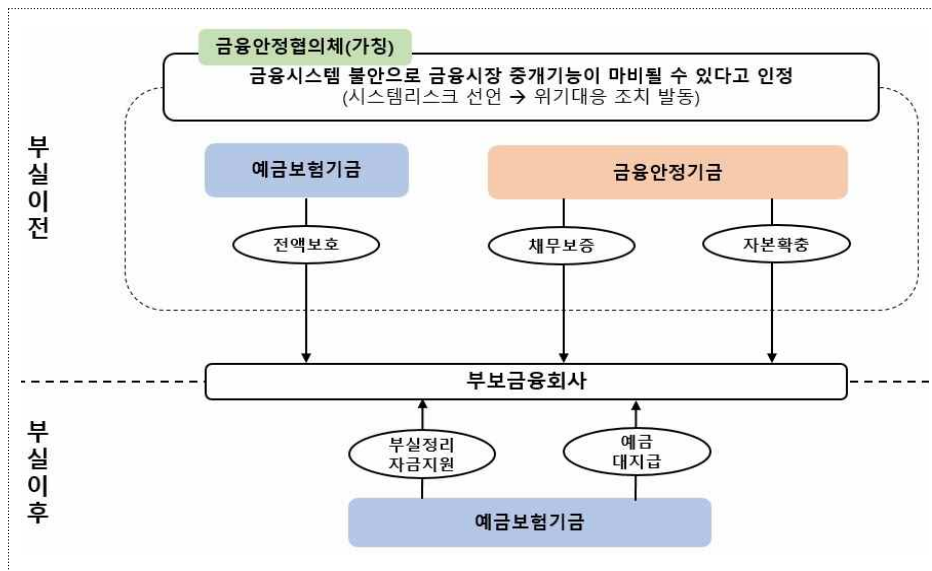 금융안정협의체(가칭)
금융시스템 불안으로 금융시장 중개기능이 마비될 수 있다고 인정
(시스템리스크 선언 → 위기대응 조치 발동)
부실이전
예금보험기금
금융안정기금
전액보호
채무보증
자본확충
부보금융회사
부실이후
부실정리
자금지원
예금
대지급
예금보험기금